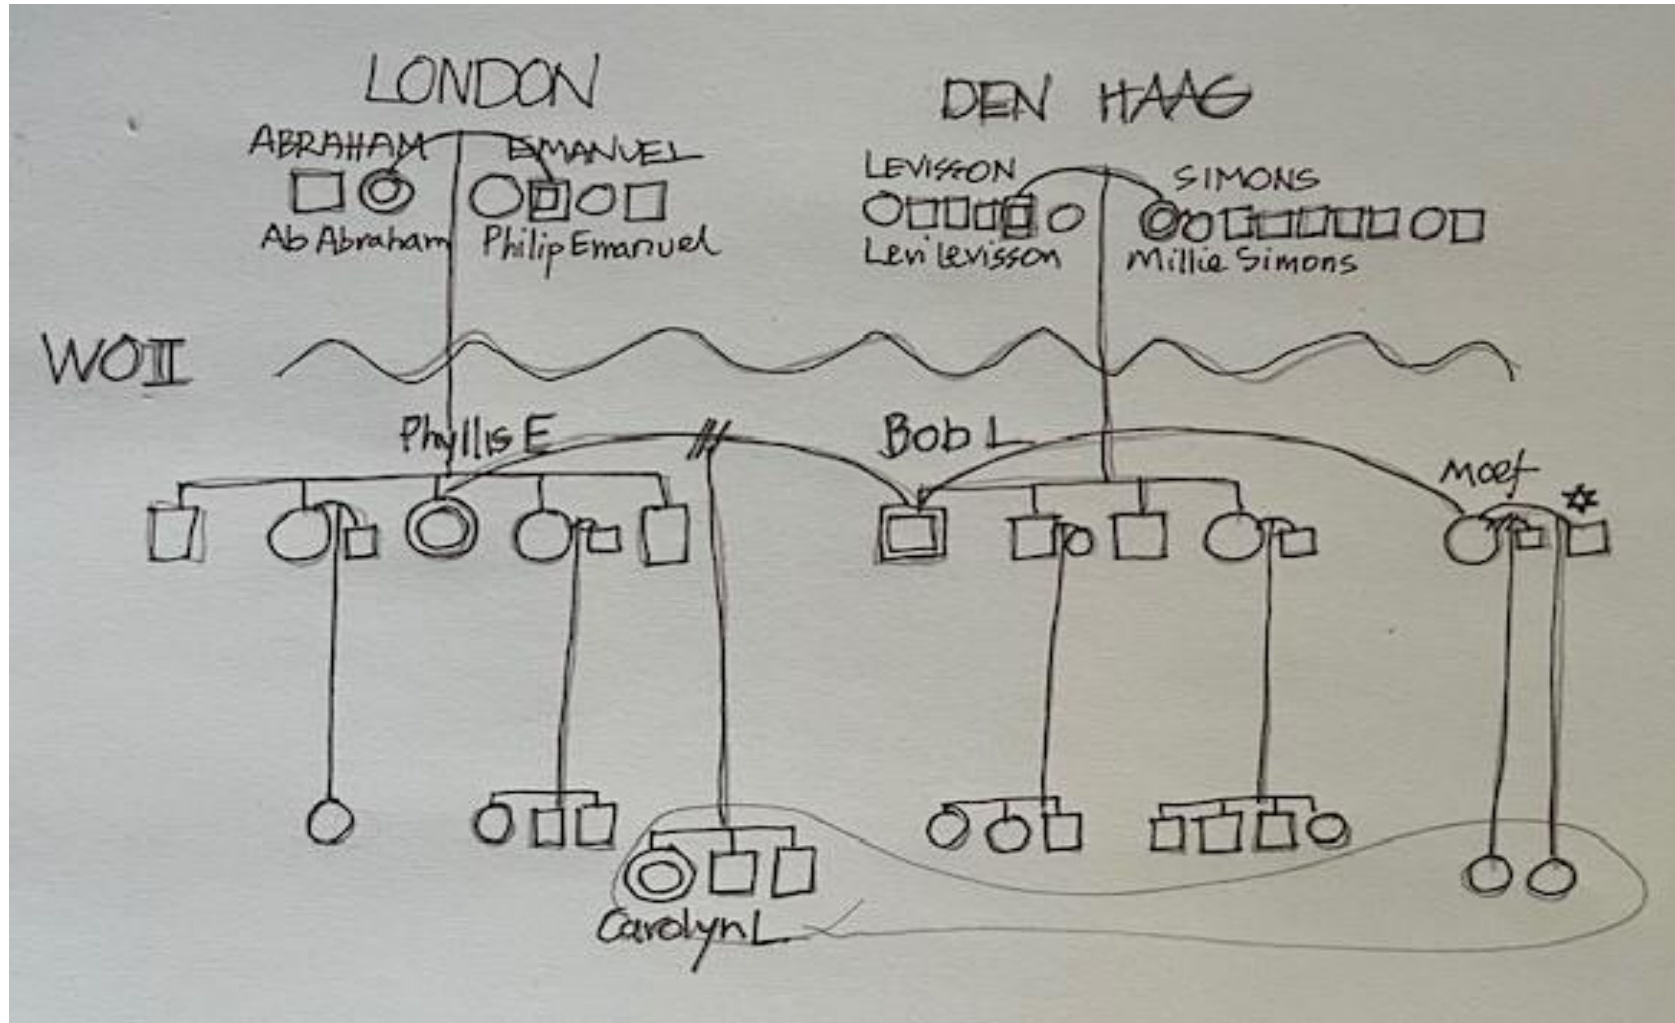 LONDON
DEN HAAG
ABRAHAM
EMANUEL
LEVISSON
SIMONS
Ab Abraham
Philip Emanuel
Levi Levisson
Millie Simons
WOII
Phyllis E
Bob L
Moef
Carolyn L.